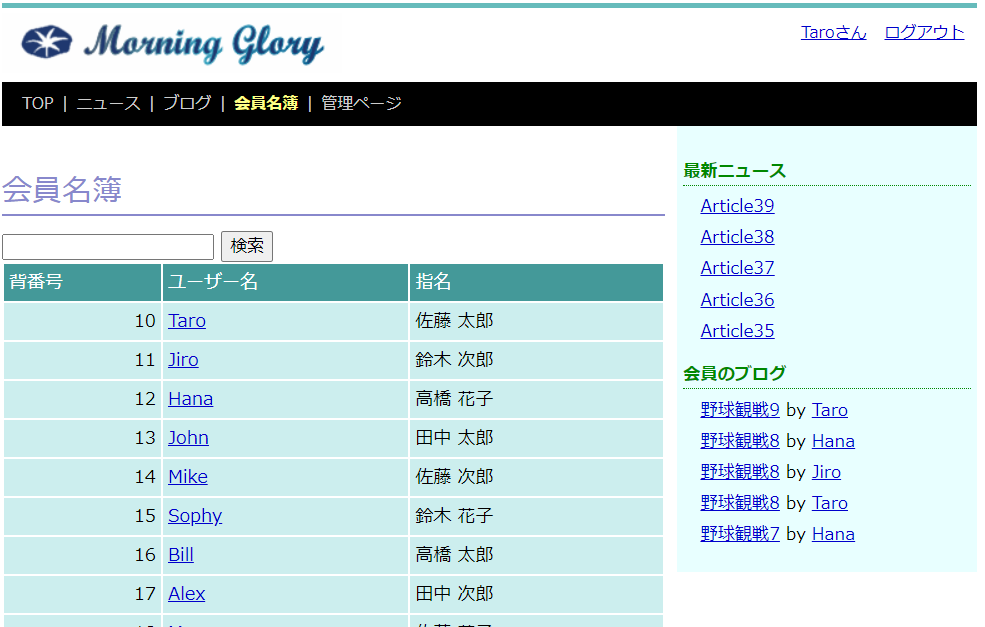 Morning Glory
Taroさん ログアウト
TOP | ニュース | ブログ | 会員名簿 | 管理ページ
会員名簿
検索
背番号 ユーザー名 指名
10 Taro 佐藤 太郎
11 Jiro 鈴木 次郎
12 Hana 高橋 花子
13 John 田中 太郎
14 Mike 佐藤 次郎
15 Sophy 鈴木 花子
16 Bill 高橋 太郎
17 Alex 田中 次郎
最新ニュース
Article39
Article38
Article37
Article36
Article35
会員のブログ
野球観戦9 by Taro
野球観戦8 by Hana
野球観戦8 by Jiro
野球観戦8 by Taro
野球観戦7 by Hana